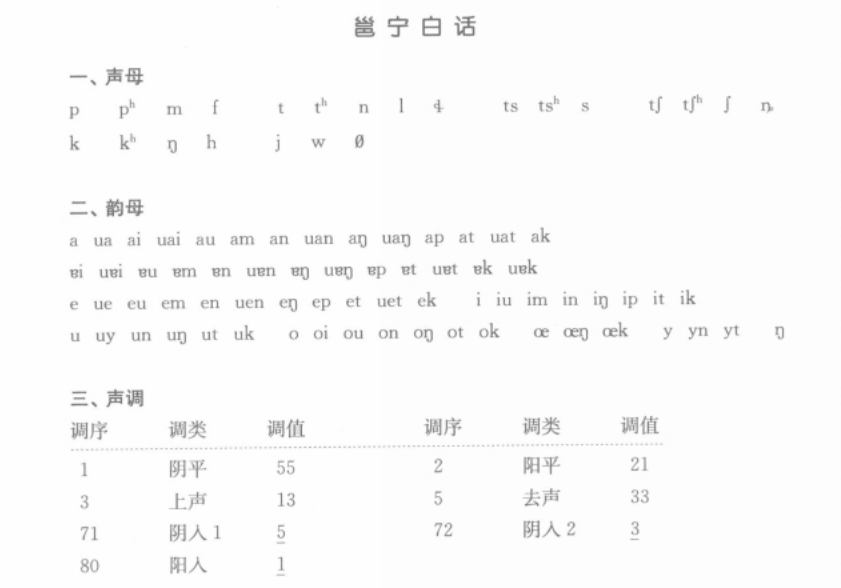 邕宁白话
一、声母
p pʰ m f t tʰ n l ɬ ts tsʰ s tʃ tʃʰ ʃ ȵ
k kʰ ŋ h j w Ø
二、韵母
a ua ai uai au am an uan aŋ uaŋ ap at uat ak
ɐi uɐi ɐu ɐm ɐn uɐn ɐŋ uɐŋ ɐp ɐt uɐt ɐk uɐk
e ue eu em en uen eŋ ep et uet ek i iu im in iŋ ip it ik
u uy un uŋ ut uk o oi ou on oŋ ot ok œ œŋ œk y yn yt ŋ
三、声调
调序 调类 调值 调序 调类 调值
1 阴平 55 2 阳平 21
3 上声 13 5 去声 33
71 阴入1 5 72 阴入2 3
80 阳入 1